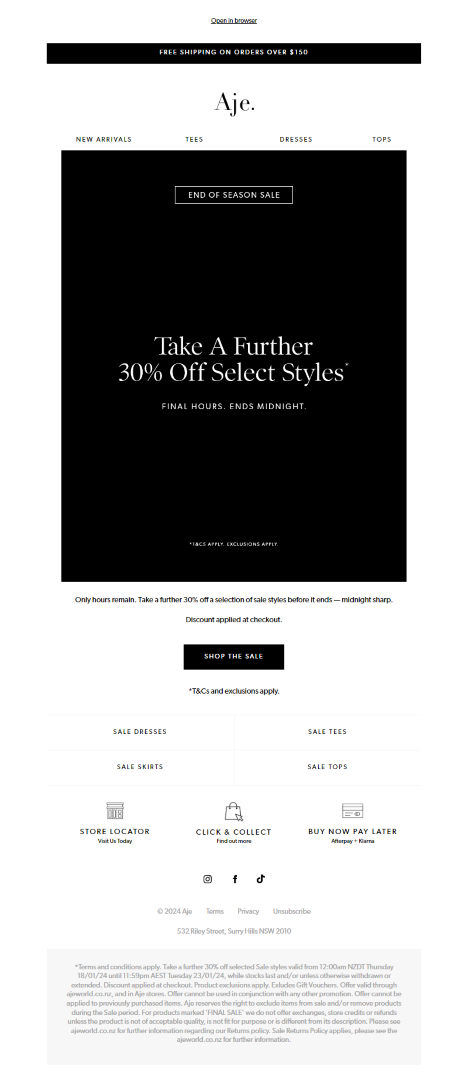 Open in browser
FREE SHIPPING ON ORDERS OVER $150
Aje.
NEW ARRIVALS TEES DRESSES TOPS
END OF SEASON SALE
Take A Further
30% Off Select Styles*
FINAL HOURS. ENDS MIDNIGHT.
*T&CS APPLY. EXCLUSIONS APPLY.
Only hours remain. Take a further 30% off a selection of sale styles before it ends — midnight sharp.
Discount applied at checkout.
SHOP THE SALE
*T&Cs and exclusions apply.
SALE DRESSES SALE TEES
SALE SKIRTS SALE TOPS
STORE LOCATOR CLICK & COLLECT BUY NOW PAY LATER
Visit Us Today Find out more Afterpay + Klarna
© 2024 Aje Terms Privacy Unsubscribe
532 Riley Street, Surry Hills NSW 2010
*Terms and conditions apply. Take a further 30% off selected Sale styles valid from 12:00am NZDT Thursday
18/01/24 until 11:59pm AEST Tuesday 23/01/24, while stocks last and/or unless otherwise withdrawn or
extended. Discount applied at checkout. Product exclusions apply. Exludes Gift Vouchers. Offer valid through
ajeworld.co.nz, and in Aje stores. Offer cannot be used in conjunction with any other promotion. Offer cannot be
applied to previously purchased items. Aje reserves the right to exclude items from sale and/or remove products
during the Sale period. For products marked 'FINAL SALE' we do not offer exchanges, store credits or refunds
unless the product is not of acceptable quality, is not fit for purpose or is different from its description. Please see
ajeworld.co.nz for further information regarding our Returns policy. Sale Returns Policy applies, please see the
ajeworld.co.nz for further information.